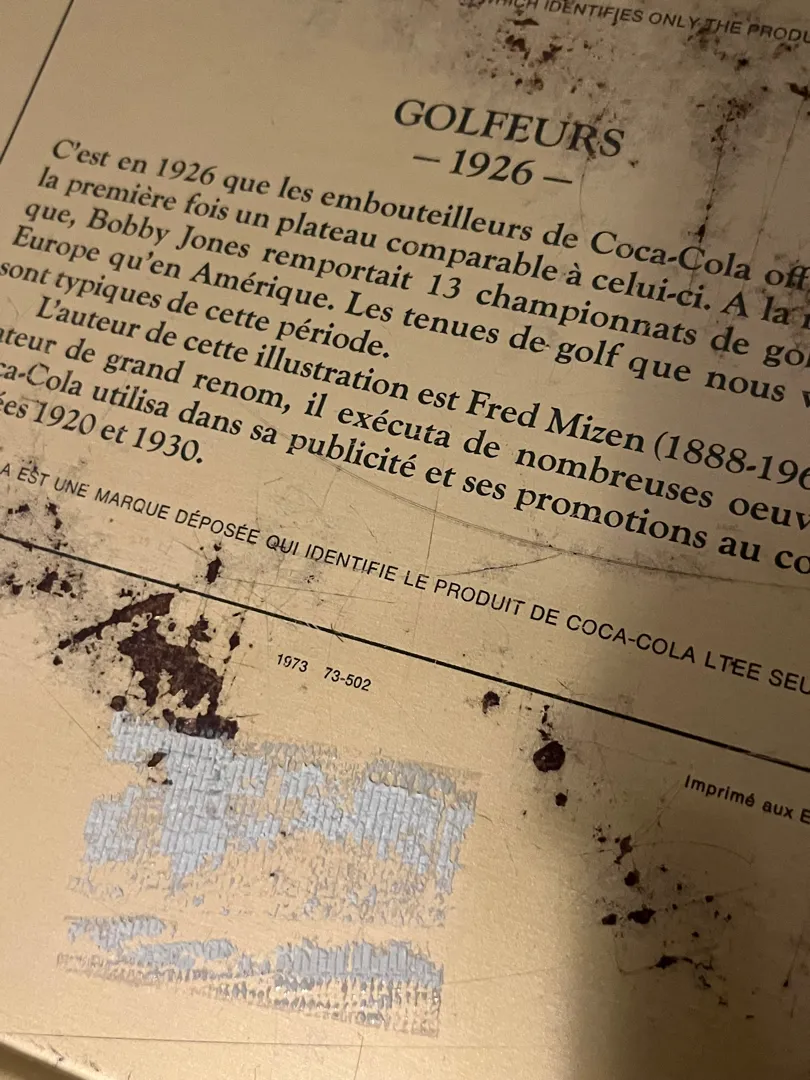 WHICH IDENTIFIES ONLY THE PRODU
GOLFEURS
— 1926 —
C'est en 1926 que les embouteilleurs de Coca-Cola off
la première fois un plateau comparable à celui-ci. A la
que, Bobby Jones remportait 13 championnats de gol
Europe qu'en Amérique. Les tenues de golf que nous v
sont typiques de cette période.
L'auteur de cette illustration est Fred Mizen (1888-196
ateur de grand renom, il exécuta de nombreuses oeuv
ca-Cola utilisa dans sa publicité et ses promotions au co
ées 1920 et 1930.
A EST UNE MARQUE DÉPOSÉE QUI IDENTIFIE LE PRODUIT DE COCA-COLA LTEE SEU
1973 73-502
Imprimé aux E